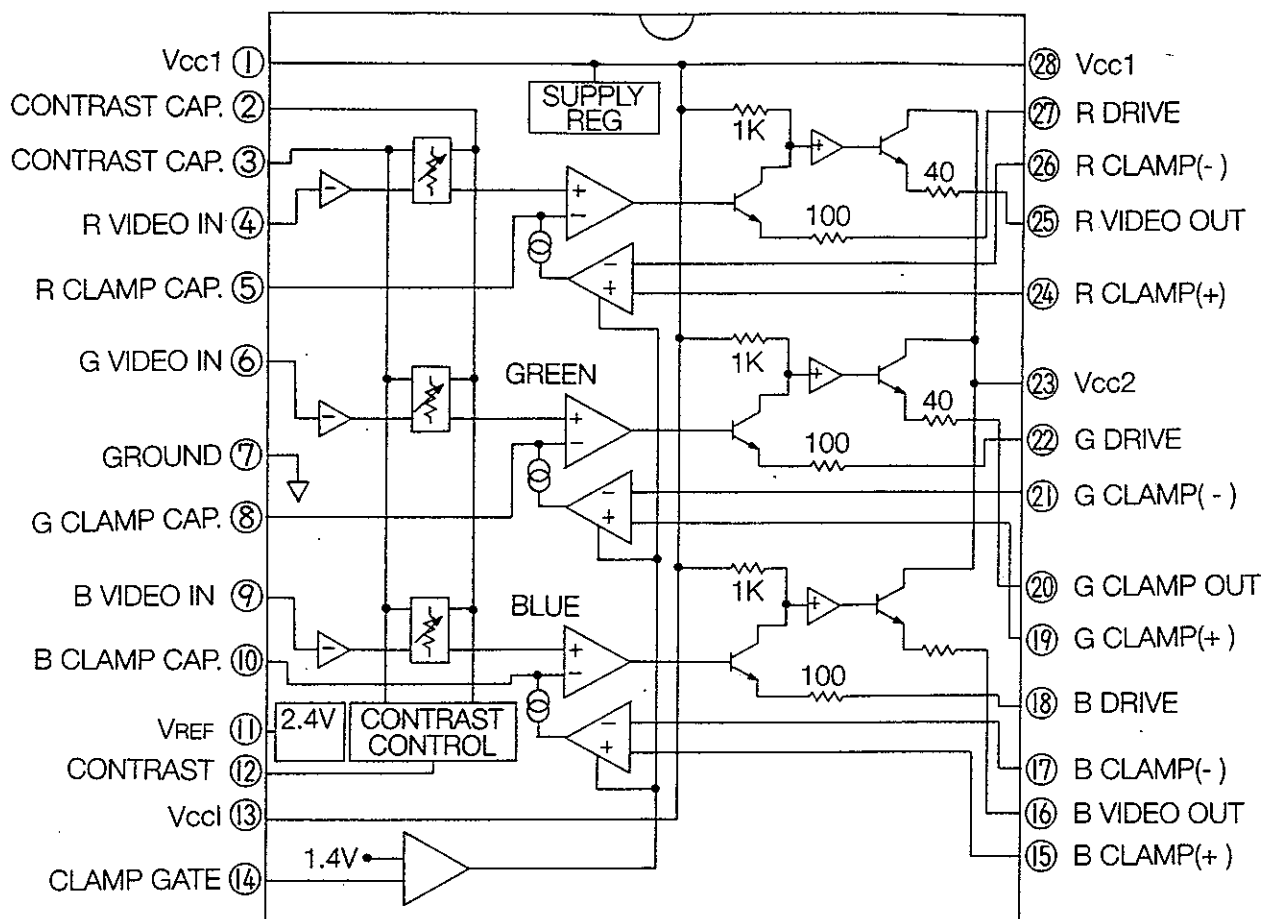 Vcc1 ①
CONTRAST CAP. ②
CONTRAST CAP. ③
R VIDEO IN ④
R CLAMP CAP. ⑤
G VIDEO IN ⑥
GROUND ⑦
G CLAMP CAP. ⑧
B VIDEO IN ⑨
B CLAMP CAP. ⑩
VREF ⑪
CONTRAST ⑫
VccI ⑬
CLAMP GATE ⑭
SUPPLY
REG
1K
+
40
100
-
+
-
-
+
GREEN
1K
+
40
100
-
+
-
-
+
BLUE
1K
+
100
-
+
-
-
+
2.4V
CONTRAST
CONTROL
1.4V
㉘ Vcc1
㉗ R DRIVE
㉖ R CLAMP(-)
㉕ R VIDEO OUT
㉔ R CLAMP(+)
㉓ Vcc2
㉒ G DRIVE
㉑ G CLAMP(-)
⑳ G CLAMP OUT
⑲ G CLAMP(+)
⑱ B DRIVE
⑰ B CLAMP(-)
⑯ B VIDEO OUT
⑮ B CLAMP(+)